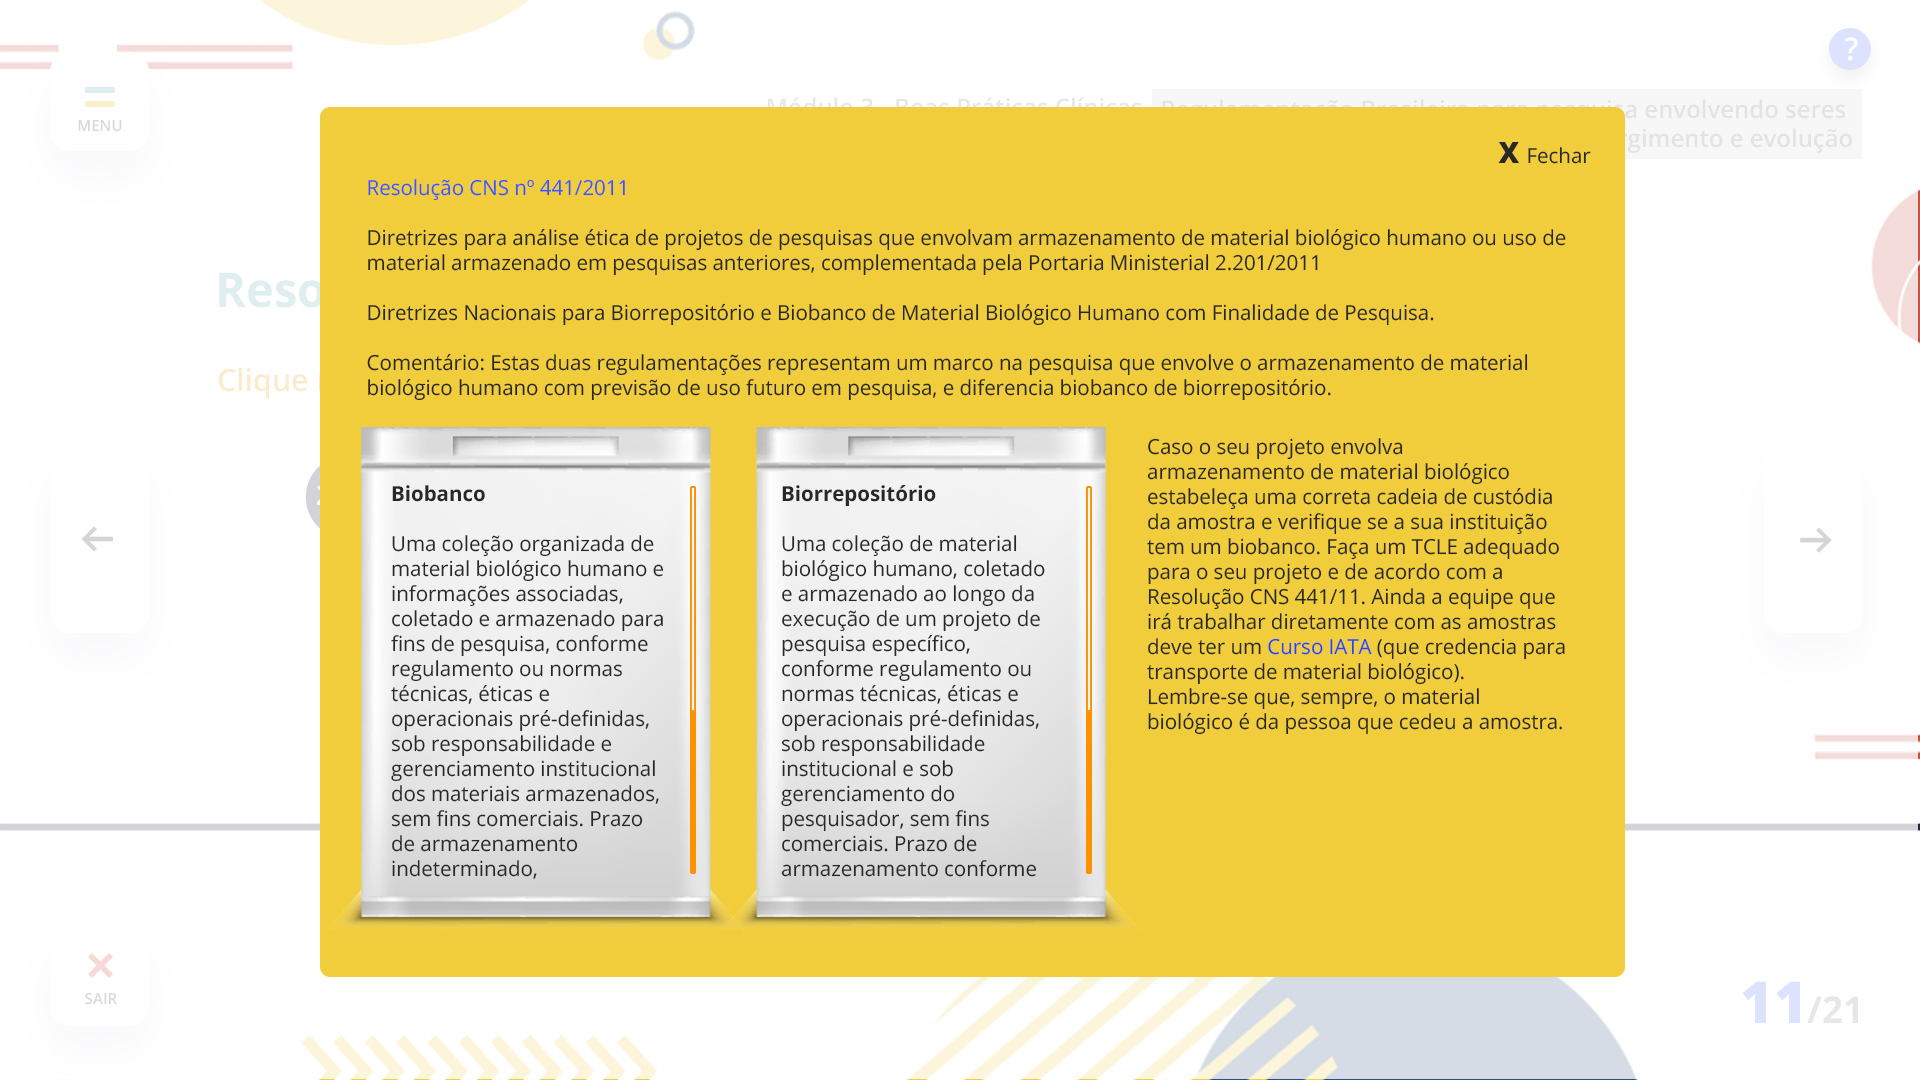 ?
MENU
Módulo 3 - Boas Práticas Clínicas
Regulamentação Brasileira para pesquisa envolvendo seres
rgimento e evolução
X Fechar
Resolução CNS nº 441/2011
Diretrizes para análise ética de projetos de pesquisas que envolvam armazenamento de material biológico humano ou uso de
material armazenado em pesquisas anteriores, complementada pela Portaria Ministerial 2.201/2011
Diretrizes Nacionais para Biorrepositório e Biobanco de Material Biológico Humano com Finalidade de Pesquisa.
Comentário: Estas duas regulamentações representam um marco na pesquisa que envolve o armazenamento de material
biológico humano com previsão de uso futuro em pesquisa, e diferencia biobanco de biorrepositório.
Reso
Clique
Biobanco
Uma coleção organizada de
material biológico humano e
informações associadas,
coletado e armazenado para
fins de pesquisa, conforme
regulamento ou normas
técnicas, éticas e
operacionais pré-definidas,
sob responsabilidade e
gerenciamento institucional
dos materiais armazenados,
sem fins comerciais. Prazo
de armazenamento
indeterminado,
Biorrepositório
Uma coleção de material
biológico humano, coletado
e armazenado ao longo da
execução de um projeto de
pesquisa específico,
conforme regulamento ou
normas técnicas, éticas e
operacionais pré-definidas,
sob responsabilidade
institucional e sob
gerenciamento do
pesquisador, sem fins
comerciais. Prazo de
armazenamento conforme
Caso o seu projeto envolva
armazenamento de material biológico
estabeleça uma correta cadeia de custódia
da amostra e verifique se a sua instituição
tem um biobanco. Faça um TCLE adequado
para o seu projeto e de acordo com a
Resolução CNS 441/11. Ainda a equipe que
irá trabalhar diretamente com as amostras
deve ter um Curso IATA (que credencia para
transporte de material biológico).
Lembre-se que, sempre, o material
biológico é da pessoa que cedeu a amostra.
SAIR
11/21